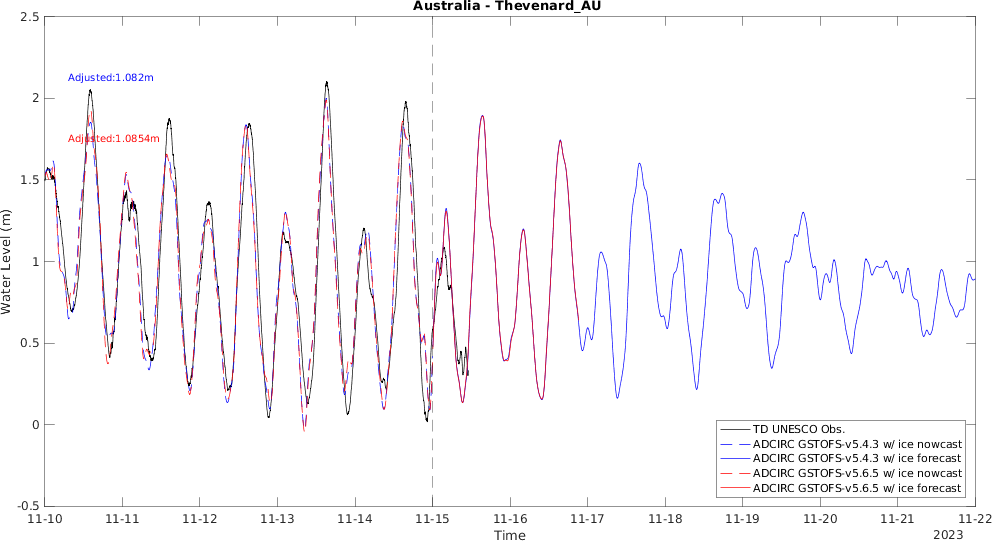 Australia - Thevenard_AU
2.5
2
1.5
1
0.5
0
-0.5
Water Level (m)
Adjusted:1.082m
Adjusted:1.0854m
TD UNESCO Obs.
ADCIRC GSTOFS-v5.4.3 w/ ice nowcast
ADCIRC GSTOFS-v5.4.3 w/ ice forecast
ADCIRC GSTOFS-v5.6.5 w/ ice nowcast
ADCIRC GSTOFS-v5.6.5 w/ ice forecast
11-10 11-11 11-12 11-13 11-14 11-15 11-16 11-17 11-18 11-19 11-20 11-21 11-22
Time
2023